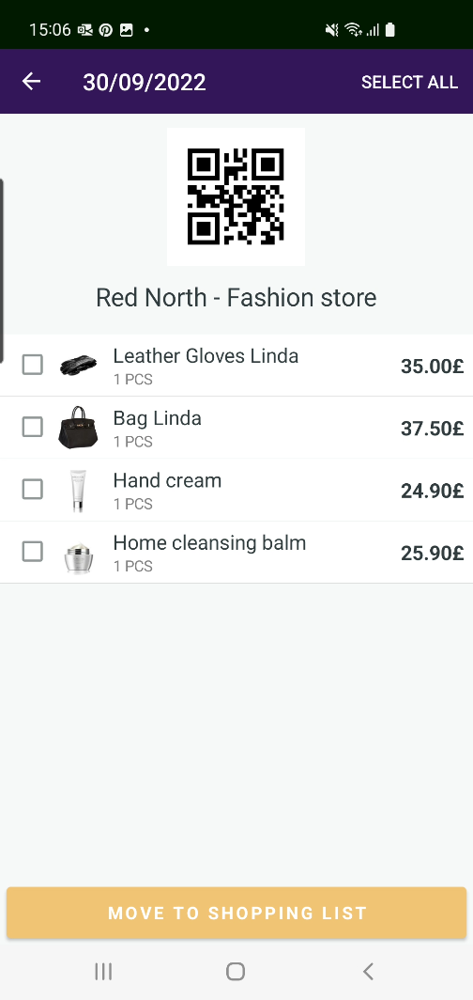 15:06
30/09/2022 SELECT ALL
Red North - Fashion store
Leather Gloves Linda 35.00£
1 PCS
Bag Linda 37.50£
1 PCS
Hand cream 24.90£
1 PCS
Home cleansing balm 25.90£
1 PCS
MOVE TO SHOPPING LIST